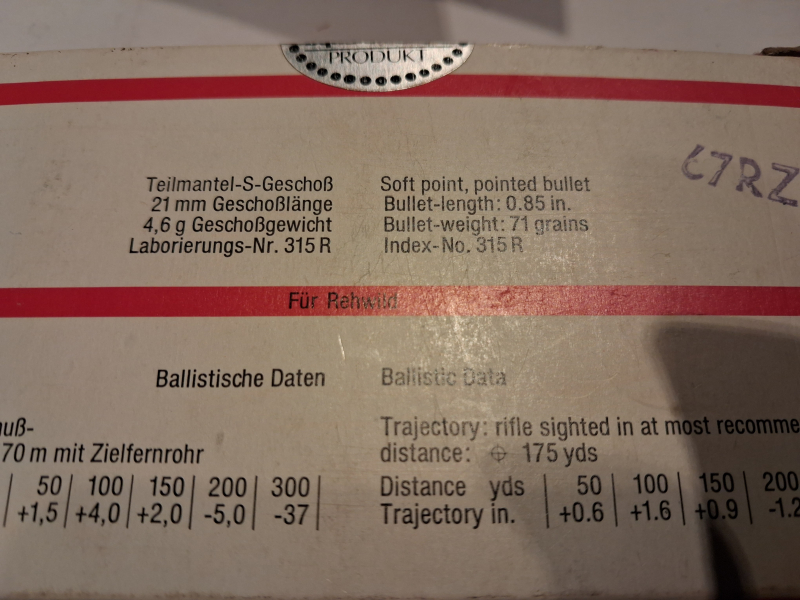 PRODUKT
C7RZ
Teilmantel-S-Geschoß
21 mm Geschoßlänge
4,6 g Geschoßgewicht
Laborierungs-Nr. 315 R
Soft point, pointed bullet
Bullet-length: 0.85 in.
Bullet-weight: 71 grains
Index-No. 315 R
Für Rehwild
Ballistische Daten
uß-
70 m mit Zielfernrohr
50 | 100 | 150 | 200 | 300
+1,5 | +4,0 | +2,0 | -5,0 | -37
Ballistic Data
Trajectory: rifle sighted in at most recomme
distance: ⌖ 175 yds
Distance yds | 50 | 100 | 150 | 200
Trajectory in. | +0.6 | +1.6 | +0.9 | -1.2